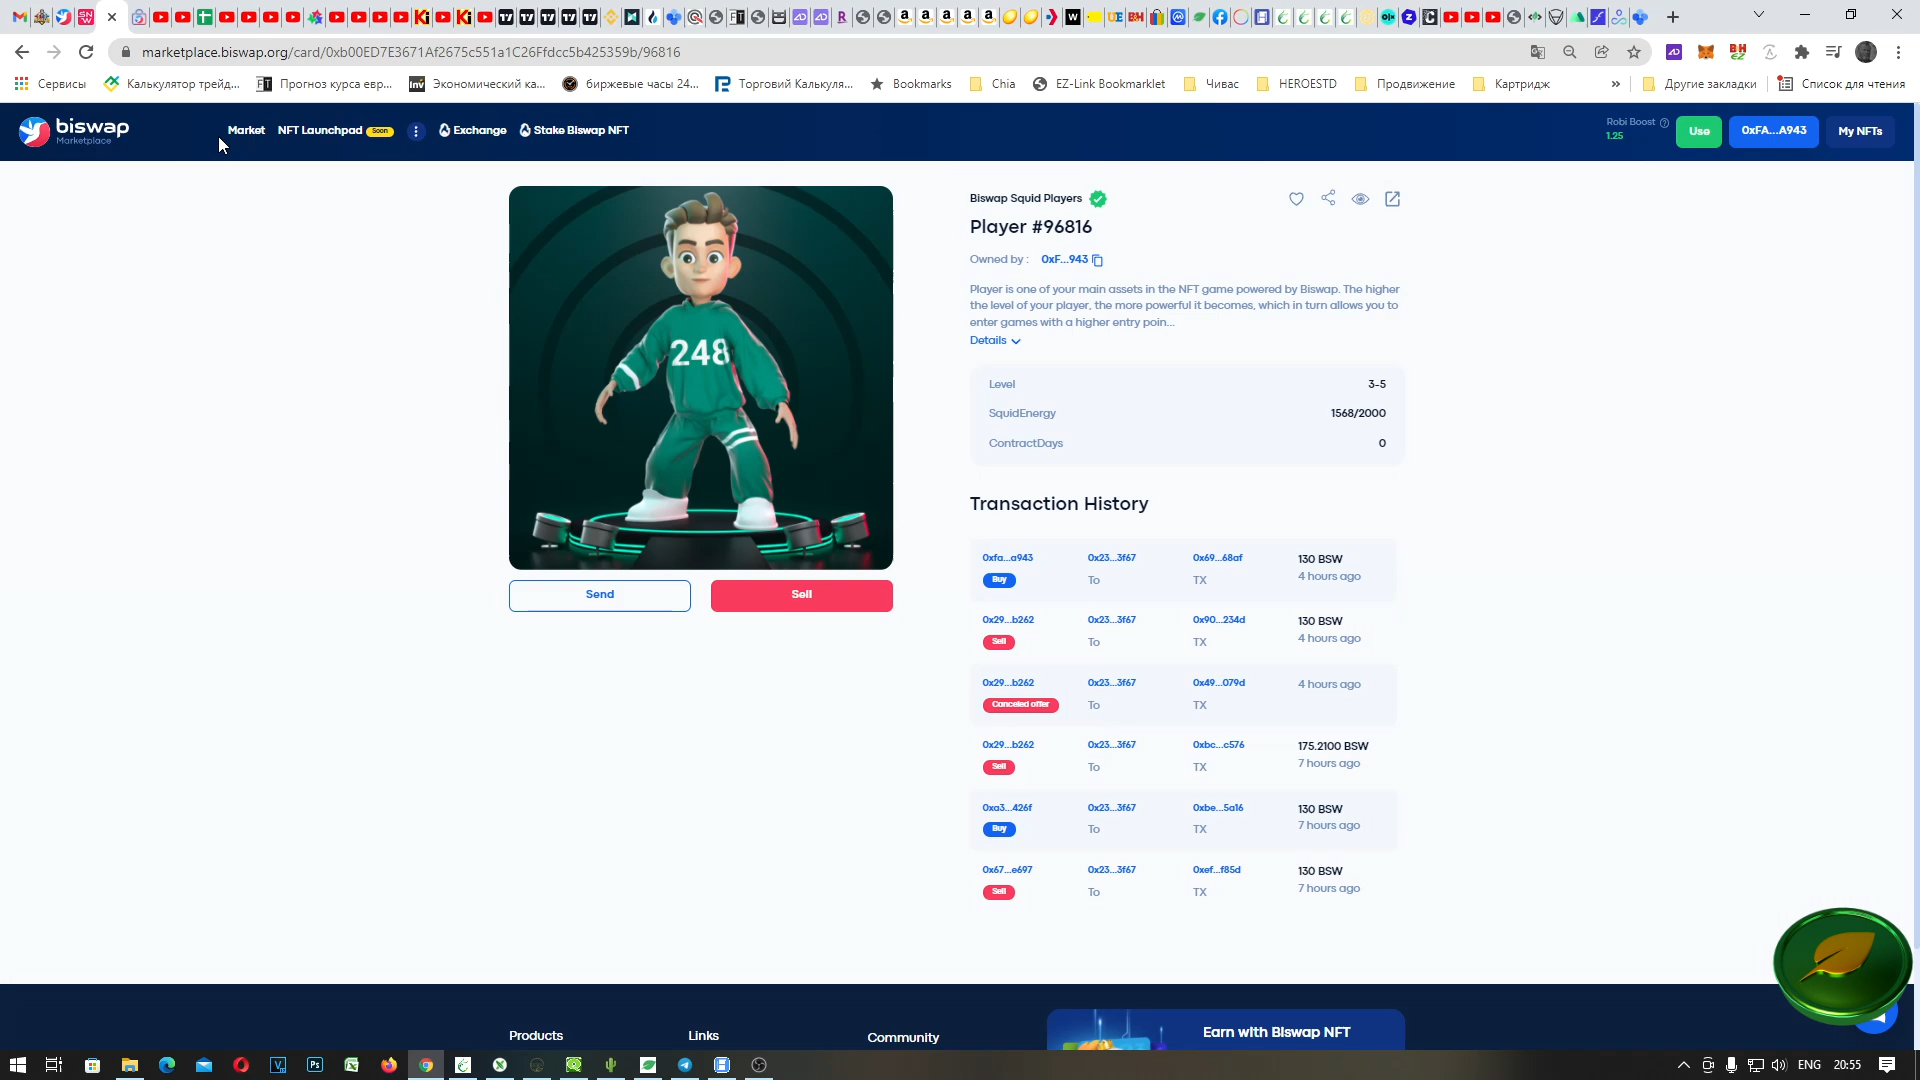 marketplace.biswap.org/card/0xb00ED7E3671Af2675c551a1C26Ffdcc5b425359b/96816
Сервисы
Калькулятор трейд...
Прогноз курса евр...
Экономический ка...
биржевые часы 24...
Торговий Калькуля...
Bookmarks
Chia
EZ-Link Bookmarklet
Чивас
HEROESTD
Продвижение
Картридж
»
Другие закладки
Список для чтения
biswap
Marketplace
Market
NFT Launchpad
Soon
Exchange
Stake Biswap NFT
Robi Boost
1.25
Use
0xFA...A943
My NFTs
248
Send
Sell
Biswap Squid Players
Player #96816
Owned by : 0xF...943
Player is one of your main assets in the NFT game powered by Biswap. The higher
the level of your player, the more powerful it becomes, which in turn allows you to
enter games with a higher entry poin...
Details
Level 3-5
SquidEnergy 1568/2000
ContractDays 0
Transaction History
0xfa...a943 0x23...3f67 0x69...68af 130 BSW
Buy To TX 4 hours ago
0x29...b262 0x23...3f67 0x90...234d 130 BSW
Sell To TX 4 hours ago
0x29...b262 0x23...3f67 0x49...079d 4 hours ago
Canceled offer To TX
0x29...b262 0x23...3f67 0xbc...c576 175.2100 BSW
Sell To TX 7 hours ago
0xa3...426f 0x23...3f67 0xbe...5a16 130 BSW
Buy To TX 7 hours ago
0x67...e697 0x23...3f67 0xef...f85d 130 BSW
Sell To TX 7 hours ago
Products
Links
Community
Earn with Biswap NFT
ENG
20:55